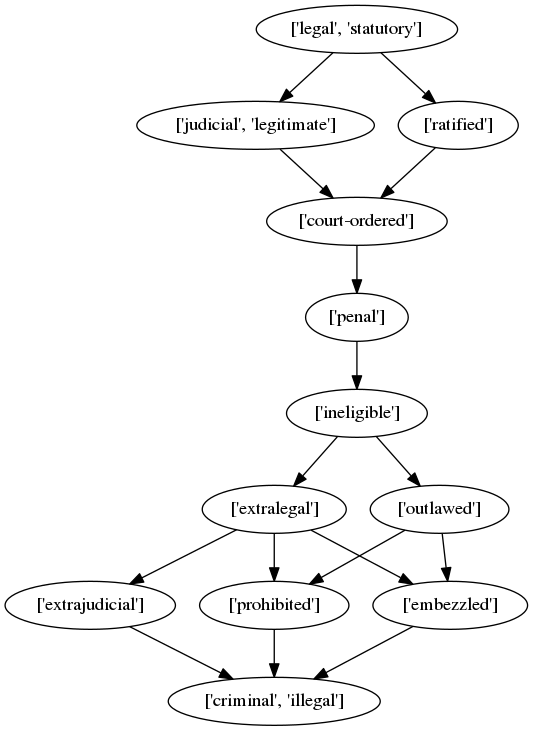 ['legal', 'statutory']
['judicial', 'legitimate']
['ratified']
['court-ordered']
['penal']
['ineligible']
['extralegal']
['outlawed']
['extrajudicial']
['prohibited']
['embezzled']
['criminal', 'illegal']